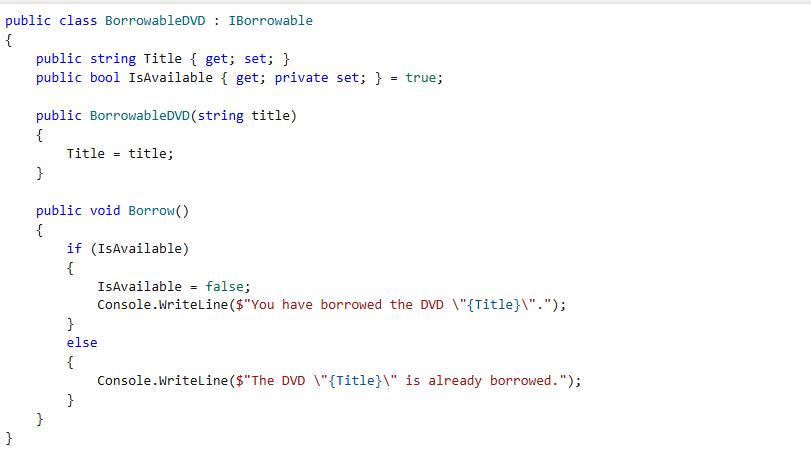 public class BorrowableDVD : IBorrowable
{
    public string Title { get; set; }
    public bool IsAvailable { get; private set; } = true;

    public BorrowableDVD(string title)
    {
        Title = title;
    }

    public void Borrow()
    {
        if (IsAvailable)
        {
            IsAvailable = false;
            Console.WriteLine($"You have borrowed the DVD \"{Title}\".");
        }
        else
        {
            Console.WriteLine($"The DVD \"{Title}\" is already borrowed.");
        }
    }
}